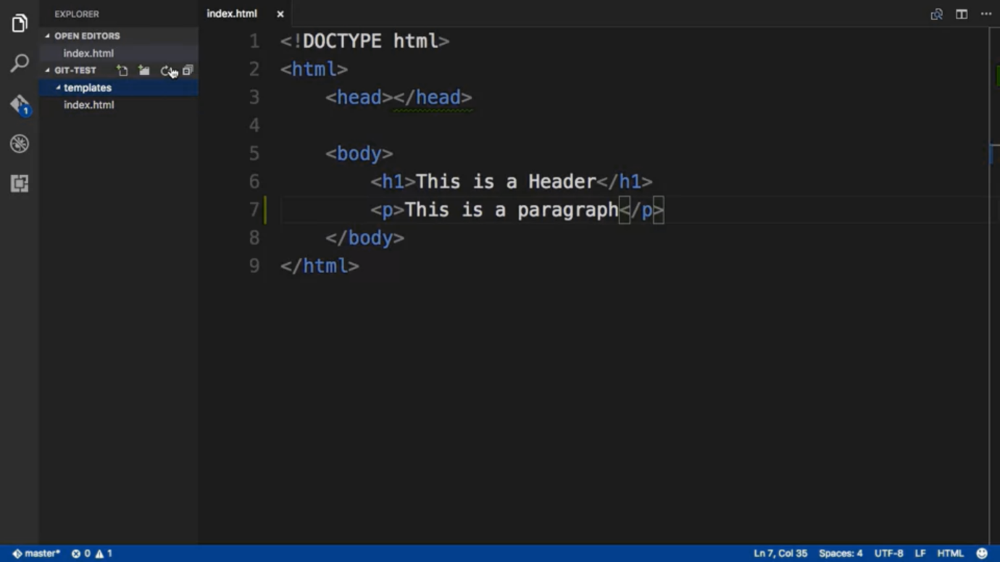 EXPLORER
OPEN EDITORS
index.html
GIT-TEST
templates
index.html
index.html
1 <!DOCTYPE html>
2 <html>
3 <head></head>
4
5 <body>
6 <h1>This is a Header</h1>
7 <p>This is a paragraph</p>
8 </body>
9 </html>
1
master* 0 1 Ln 7, Col 35 Spaces: 4 UTF-8 LF HTML